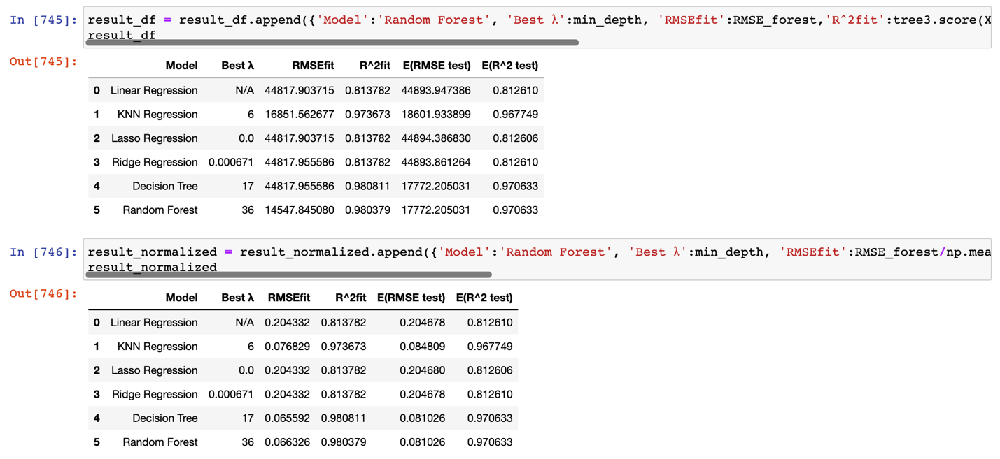 In [745]: result_df = result_df.append({'Model':'Random Forest', 'Best λ':min_depth, 'RMSEfit':RMSE_forest,'R^2fit':tree3.score(X
result_df
Out[745]:
Model Best λ RMSEfit R^2fit E(RMSE test) E(R^2 test)
0 Linear Regression N/A 44817.903715 0.813782 44893.947386 0.812610
1 KNN Regression 6 16851.562677 0.973673 18601.933899 0.967749
2 Lasso Regression 0.0 44817.903715 0.813782 44894.386830 0.812606
3 Ridge Regression 0.000671 44817.955586 0.813782 44893.861264 0.812610
4 Decision Tree 17 44817.955586 0.980811 17772.205031 0.970633
5 Random Forest 36 14547.845080 0.980379 17772.205031 0.970633
In [746]: result_normalized = result_normalized.append({'Model':'Random Forest', 'Best λ':min_depth, 'RMSEfit':RMSE_forest/np.mea
result_normalized
Out[746]:
Model Best λ RMSEfit R^2fit E(RMSE test) E(R^2 test)
0 Linear Regression N/A 0.204332 0.813782 0.204678 0.812610
1 KNN Regression 6 0.076829 0.973673 0.084809 0.967749
2 Lasso Regression 0.0 0.204332 0.813782 0.204680 0.812606
3 Ridge Regression 0.000671 0.204332 0.813782 0.204678 0.812610
4 Decision Tree 17 0.065592 0.980811 0.081026 0.970633
5 Random Forest 36 0.066326 0.980379 0.081026 0.970633